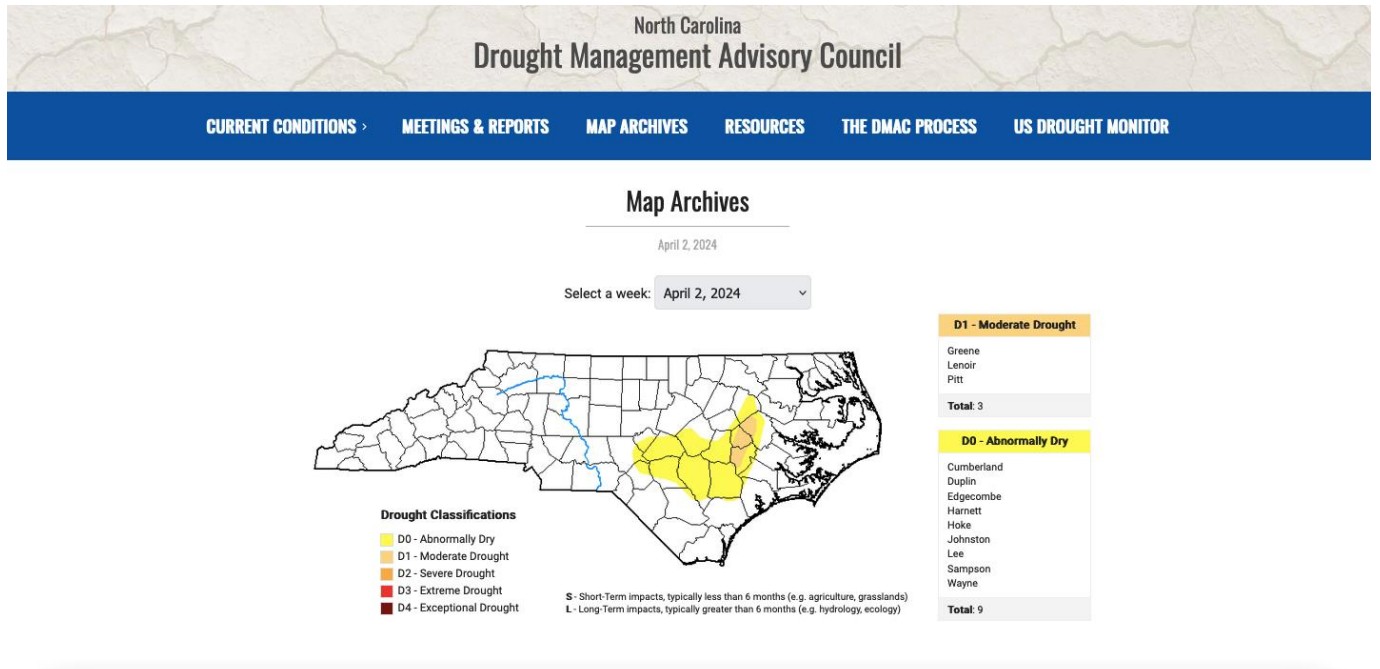 North Carolina
Drought Management Advisory Council
CURRENT CONDITIONS ›
MEETINGS & REPORTS
MAP ARCHIVES
RESOURCES
THE DMAC PROCESS
US DROUGHT MONITOR
Map Archives
April 2, 2024
Select a week: April 2, 2024
Drought Classifications
D0 - Abnormally Dry
D1 - Moderate Drought
D2 - Severe Drought
D3 - Extreme Drought
D4 - Exceptional Drought
S - Short-Term impacts, typically less than 6 months (e.g. agriculture, grasslands)
L - Long-Term impacts, typically greater than 6 months (e.g. hydrology, ecology)
D1 - Moderate Drought
Greene
Lenoir
Pitt
Total: 3
D0 - Abnormally Dry
Cumberland
Duplin
Edgecombe
Harnett
Hoke
Johnston
Lee
Sampson
Wayne
Total: 9